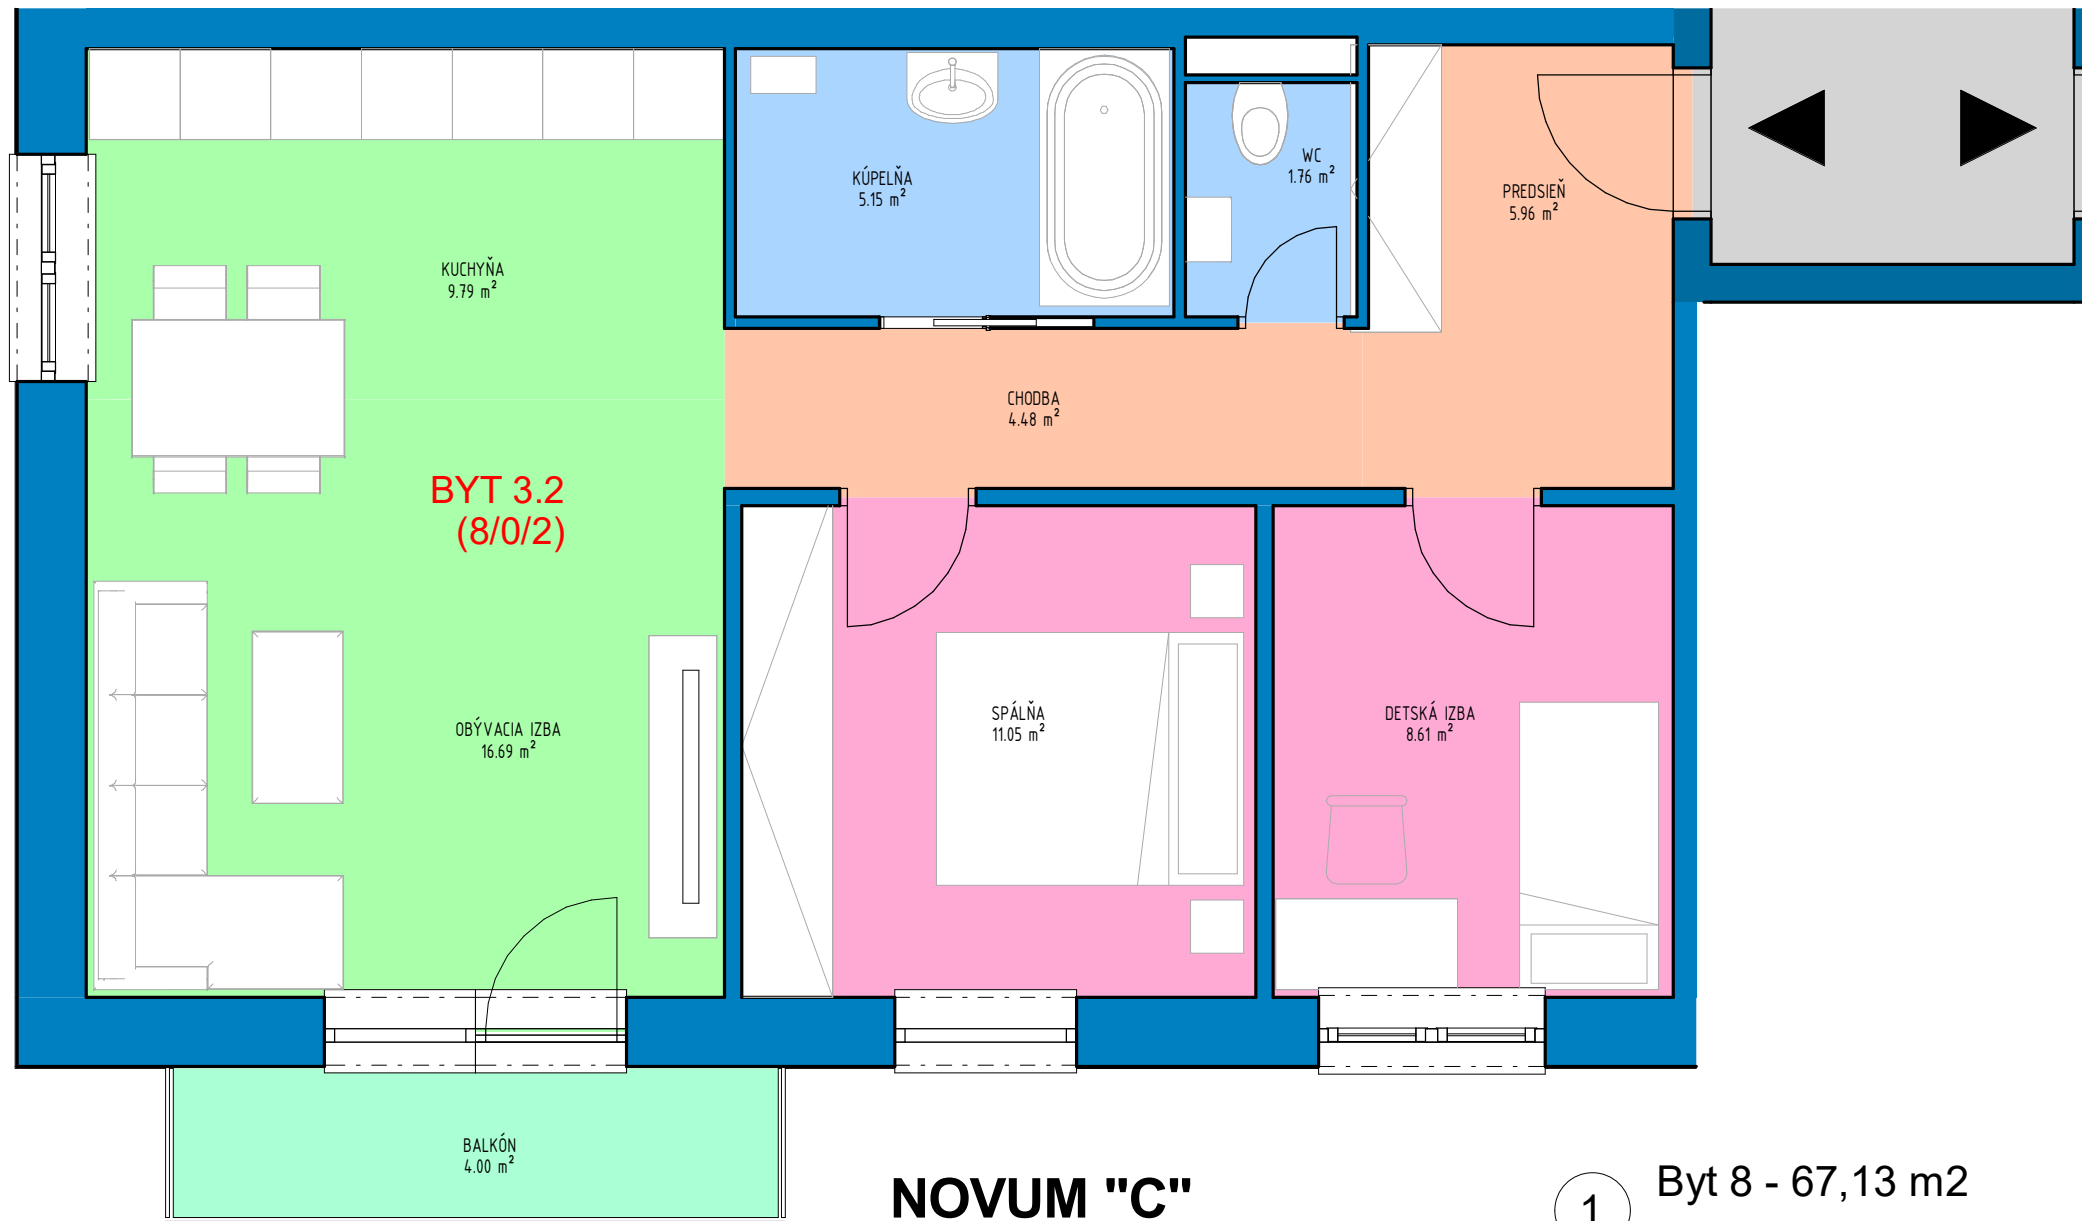 KÚPELŇA
5.15 m²
WC
1.76 m²
PREDSIEŇ
5.96 m²
KUCHYŇA
9.79 m²
CHODBA
4.48 m²
BYT 3.2
(8/0/2)
OBÝVACIA IZBA
16.69 m²
SPÁLŇA
11.05 m²
DETSKÁ IZBA
8.61 m²
BALKÓN
4.00 m²
NOVUM "C"
1
Byt 8 - 67,13 m2